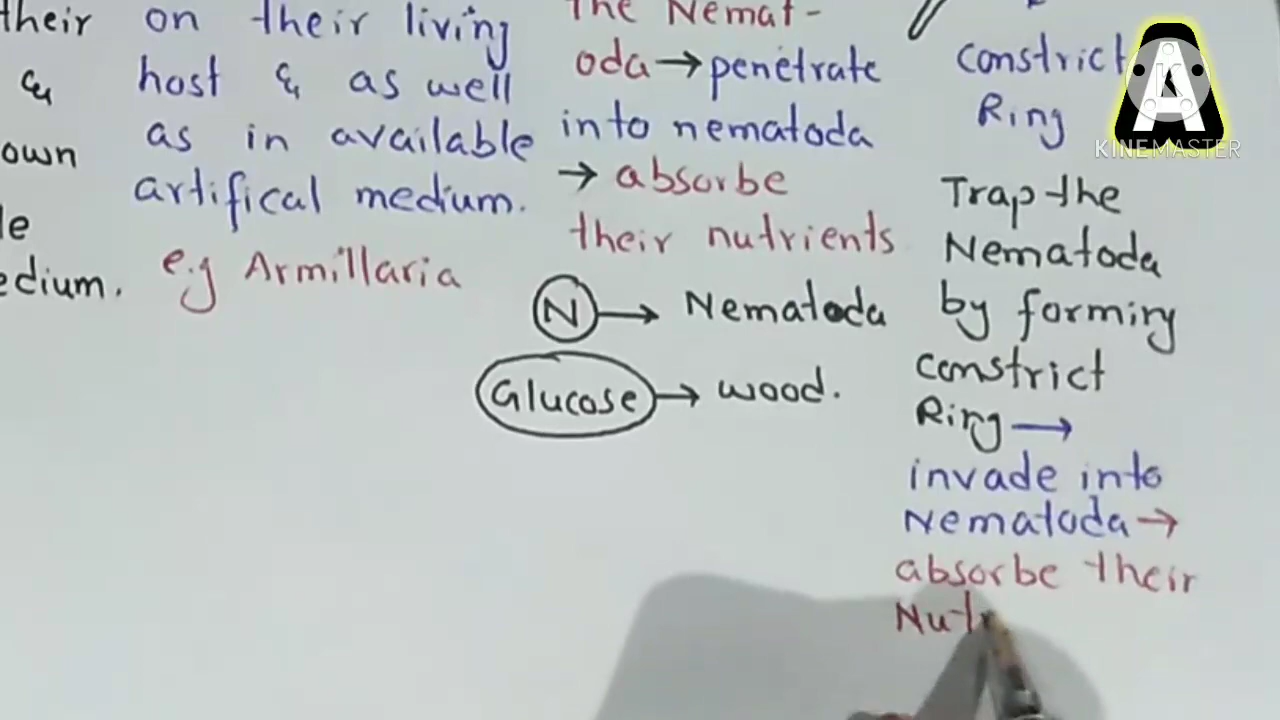 their
&
own
le
edium.
on their living
host & as well
as in available
artifical medium.
e.g Armillaria
the Nemat-
oda→penetrate
into nematoda
→ absorbe
their nutrients
N → Nematoda
Glucose → wood.
constrict
Ring
Trap the
Nematoda
by forming
constrict
Ring→
invade into
Nematoda→
absorbe their
Nutr
K
KINEMASTER